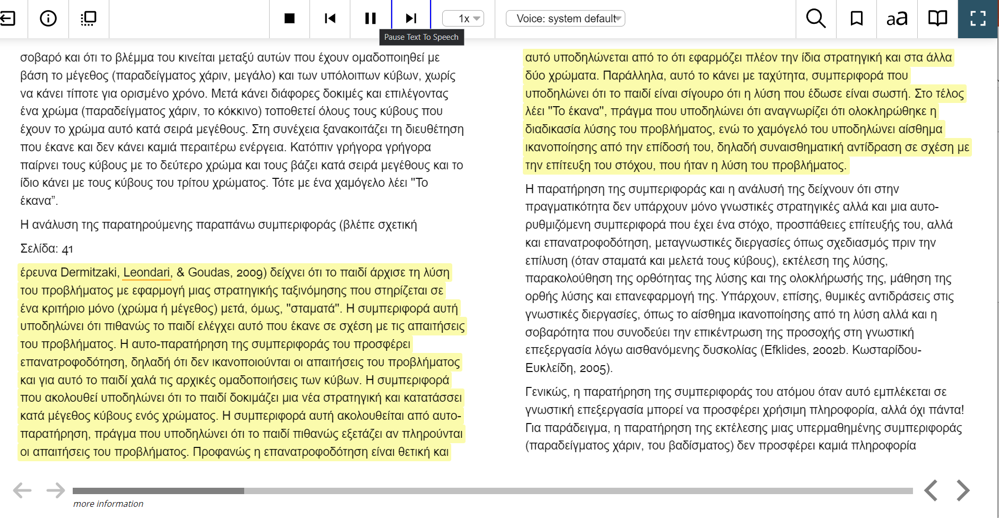 1x
Voice: system default
aa
Pause Text To Speech
σοβαρό και ότι το βλέμμα του κινείται μεταξύ αυτών που έχουν ομαδοποιηθεί με
βάση το μέγεθος (παραδείγματος χάριν, μεγάλο) και των υπόλοιπων κύβων, χωρίς
να κάνει τίποτε για ορισμένο χρόνο. Μετά κάνει διάφορες δοκιμές και επιλέγοντας
ένα χρώμα (παραδείγματος χάριν, το κόκκινο) τοποθετεί όλους τους κύβους που
έχουν το χρώμα αυτό κατά σειρά μεγέθους. Στη συνέχεια ξανακοιτάζει τη διευθέτηση
που έκανε και δεν κάνει καμιά περαιτέρω ενέργεια. Κατόπιν γρήγορα γρήγορα
παίρνει τους κύβους με το δεύτερο χρώμα και τους βάζει κατά σειρά μεγέθους και το
ίδιο κάνει με τους κύβους του τρίτου χρώματος. Τότε με ένα χαμόγελο λέει "Το
έκανα”.
Η ανάλυση της παρατηρούμενης παραπάνω συμπεριφοράς (βλέπε σχετική
Σελίδα: 41
έρευνα Dermitzaki, Leondari, & Goudas, 2009) δείχνει ότι το παιδί άρχισε τη λύση
του προβλήματος με εφαρμογή μιας στρατηγικής ταξινόμησης που στηρίζεται σε
ένα κριτήριο μόνο (χρώμα ή μέγεθος) μετά, όμως, "σταματά". Η συμπεριφορά αυτή
υποδηλώνει ότι πιθανώς το παιδί ελέγχει αυτό που έκανε σε σχέση με τις απαιτήσεις
του προβλήματος. Η αυτο-παρατήρηση της συμπεριφοράς του προσφέρει
επανατροφοδότηση, δηλαδή ότι δεν ικανοποιούνται οι απαιτήσεις του προβλήματος
και για αυτό το παιδί χαλά τις αρχικές ομαδοποιήσεις των κύβων. Η συμπεριφορά
που ακολουθεί υποδηλώνει ότι το παιδί δοκιμάζει μια νέα στρατηγική και κατατάσσει
κατά μέγεθος κύβους ενός χρώματος. Η συμπεριφορά αυτή ακολουθείται από αυτο-
παρατήρηση, πράγμα που υποδηλώνει ότι το παιδί πιθανώς εξετάζει αν πληρούνται
οι απαιτήσεις του προβλήματος. Προφανώς η επανατροφοδότηση είναι θετική και
αυτό υποδηλώνεται από το ότι εφαρμόζει πλέον την ίδια στρατηγική και στα άλλα
δύο χρώματα. Παράλληλα, αυτό το κάνει με ταχύτητα, συμπεριφορά που
υποδηλώνει ότι το παιδί είναι σίγουρο ότι η λύση που έδωσε είναι σωστή. Στο τέλος
λέει "Το έκανα", πράγμα που υποδηλώνει ότι αναγνωρίζει ότι ολοκληρώθηκε η
διαδικασία λύσης του προβλήματος, ενώ το χαμόγελό του υποδηλώνει αίσθημα
ικανοποίησης από την επίδοσή του, δηλαδή συναισθηματική αντίδραση σε σχέση με
την επίτευξη του στόχου, που ήταν η λύση του προβλήματος.
Η παρατήρηση της συμπεριφοράς και η ανάλυσή της δείχνουν ότι στην
πραγματικότητα δεν υπάρχουν μόνο γνωστικές στρατηγικές αλλά και μια αυτο-
ρυθμιζόμενη συμπεριφορά που έχει ένα στόχο, προσπάθειες επίτευξής του, αλλά
και επανατροφοδότηση, μεταγνωστικές διεργασίες όπως σχεδιασμός πριν την
επίλυση (όταν σταματά και μελετά τους κύβους), εκτέλεση της λύσης,
παρακολούθηση της ορθότητας της λύσης και της ολοκλήρωσής της, μάθηση της
ορθής λύσης και επανεφαρμογή της. Υπάρχουν, επίσης, θυμικές αντιδράσεις στις
γνωστικές διεργασίες, όπως το αίσθημα ικανοποίησης από τη λύση αλλά και η
σοβαρότητα που συνοδεύει την επικέντρωση της προσοχής στη γνωστική
επεξεργασία λόγω αισθανόμενης δυσκολίας (Efklides, 2002b. Κωσταρίδου-
Ευκλείδη, 2005).
Γενικώς, η παρατήρηση της συμπεριφοράς του ατόμου όταν αυτό εμπλέκεται σε
γνωστική επεξεργασία μπορεί να προσφέρει χρήσιμη πληροφορία, αλλά όχι πάντα!
Για παράδειγμα, η παρατήρηση της εκτέλεσης μιας υπερμαθημένης συμπεριφοράς
(παραδείγματος χάριν, του βαδίσματος) δεν προσφέρει καμιά πληροφορία
more information